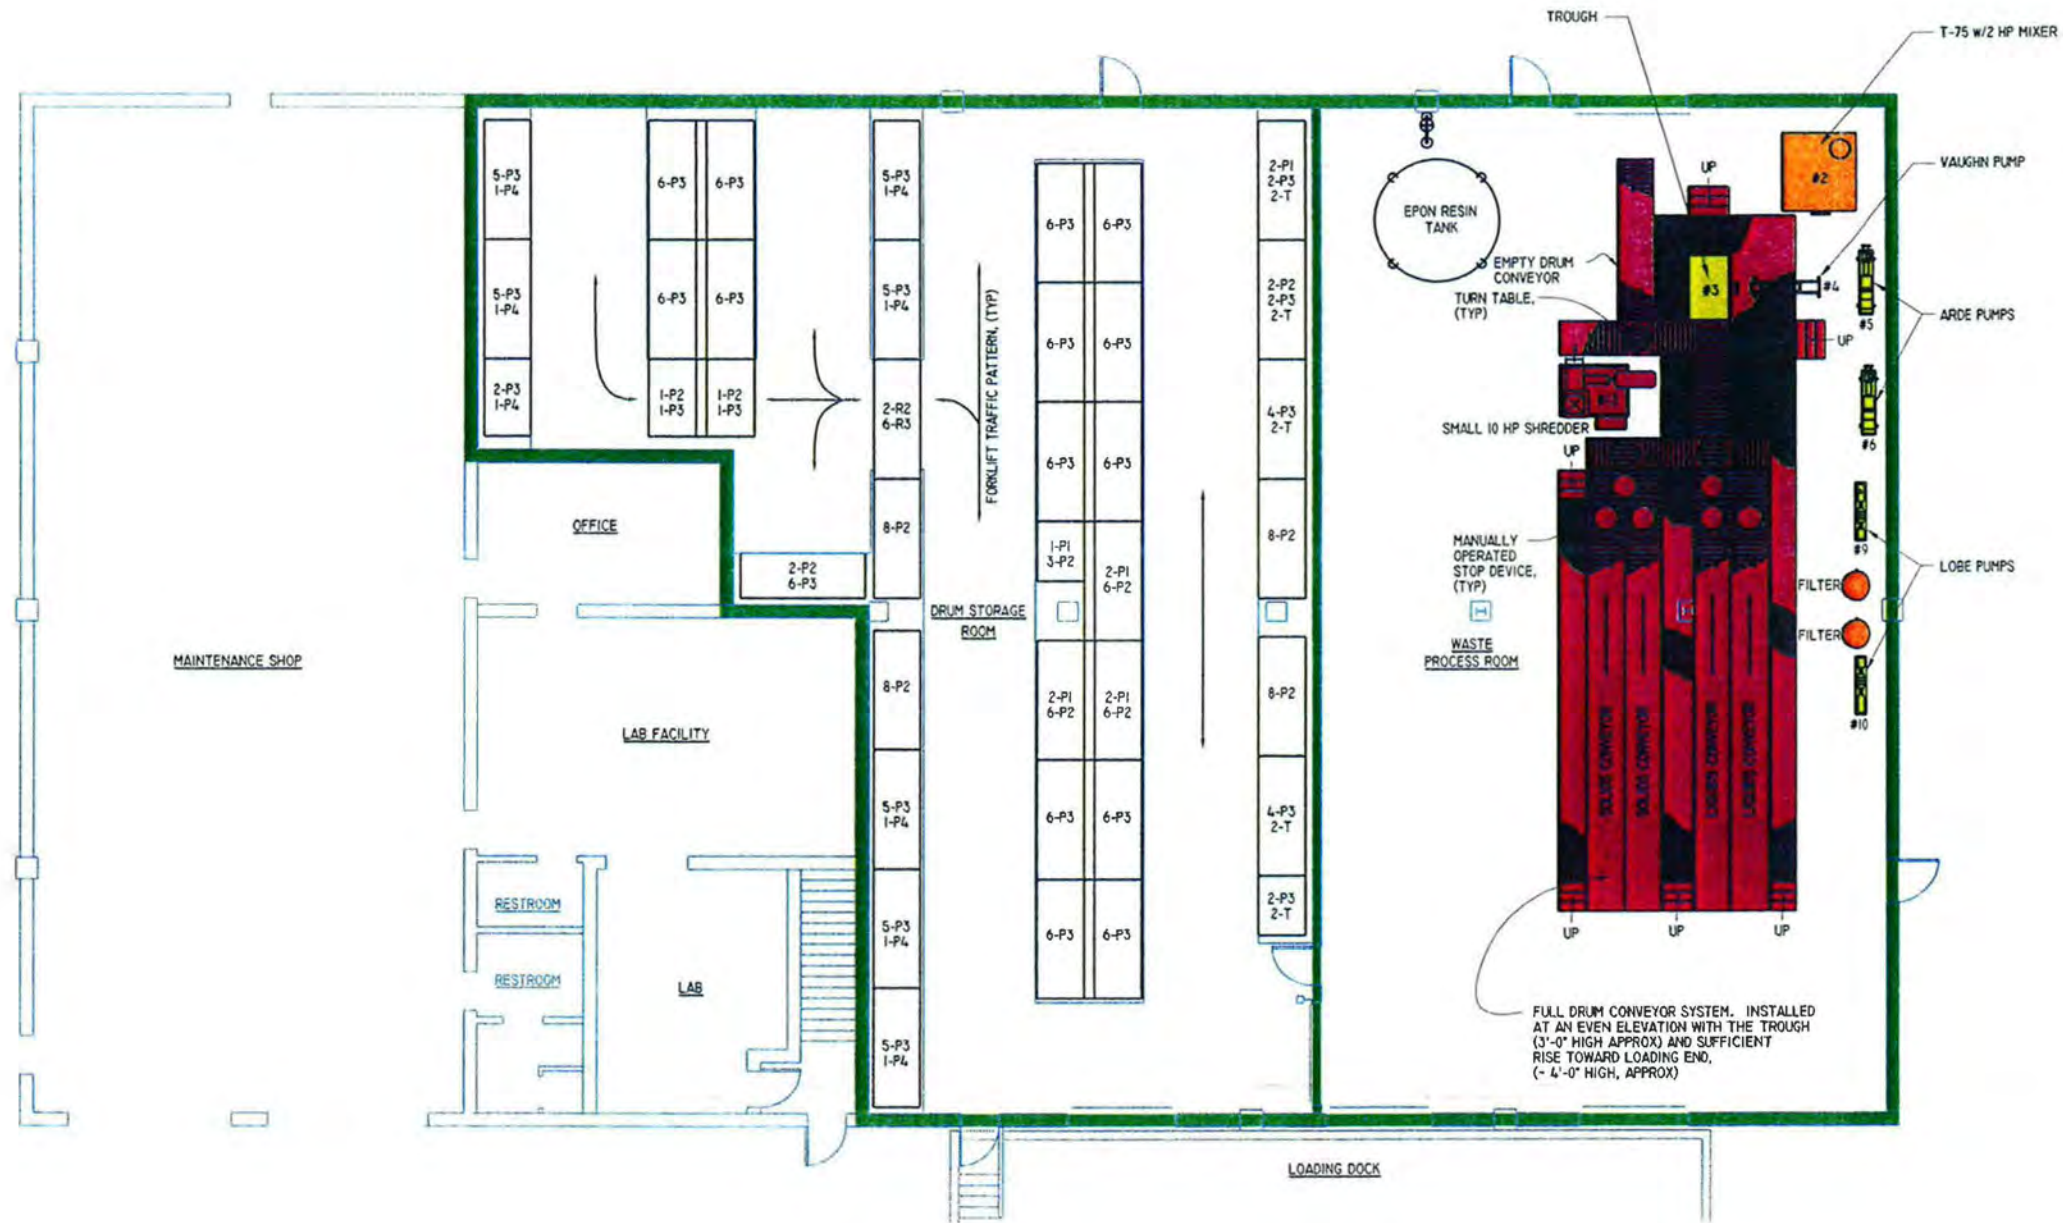 TROUGH
T-75 w/2 HP MIXER
VAUGHN PUMP
ARDE PUMPS
LOBE PUMPS
5-P3
1-P4
5-P3
1-P4
2-P3
1-P4
6-P3
6-P3
6-P3
6-P3
1-P2
1-P3
1-P2
1-P3
5-P3
1-P4
5-P3
1-P4
2-R2
6-R3
8-P2
2-P2
6-P3
8-P2
5-P3
1-P4
5-P3
1-P4
5-P3
1-P4
FORKLIFT TRAFFIC PATTERN, (TYP)
DRUM STORAGE
ROOM
6-P3
6-P3
6-P3
6-P3
6-P3
6-P3
6-P3
6-P3
1-P1
3-P2
2-P1
6-P2
2-P1
6-P2
2-P1
6-P2
6-P3
6-P3
6-P3
6-P3
2-P1
2-P3
2-T
2-P2
2-P3
2-T
4-P3
2-T
8-P2
8-P2
4-P3
2-T
2-P3
2-T
MAINTENANCE SHOP
OFFICE
LAB FACILITY
RESTROOM
RESTROOM
LAB
EPON RESIN
TANK
UP
#2
EMPTY DRUM
CONVEYOR
TURN TABLE,
(TYP)
#3
#4
#5
UP
SMALL 10 HP SHREDDER
#6
UP
MANUALLY
OPERATED
STOP DEVICE,
(TYP)
#9
FILTER
FILTER
#10
WASTE
PROCESS ROOM
SOLIDS CONVEYOR
SOLIDS CONVEYOR
LIQUIDS CONVEYOR
LIQUIDS CONVEYOR
UP
UP
UP
FULL DRUM CONVEYOR SYSTEM. INSTALLED
AT AN EVEN ELEVATION WITH THE TROUGH
(3'-0" HIGH APPROX) AND SUFFICIENT
RISE TOWARD LOADING END,
(~ 4'-0" HIGH, APPROX)
LOADING DOCK